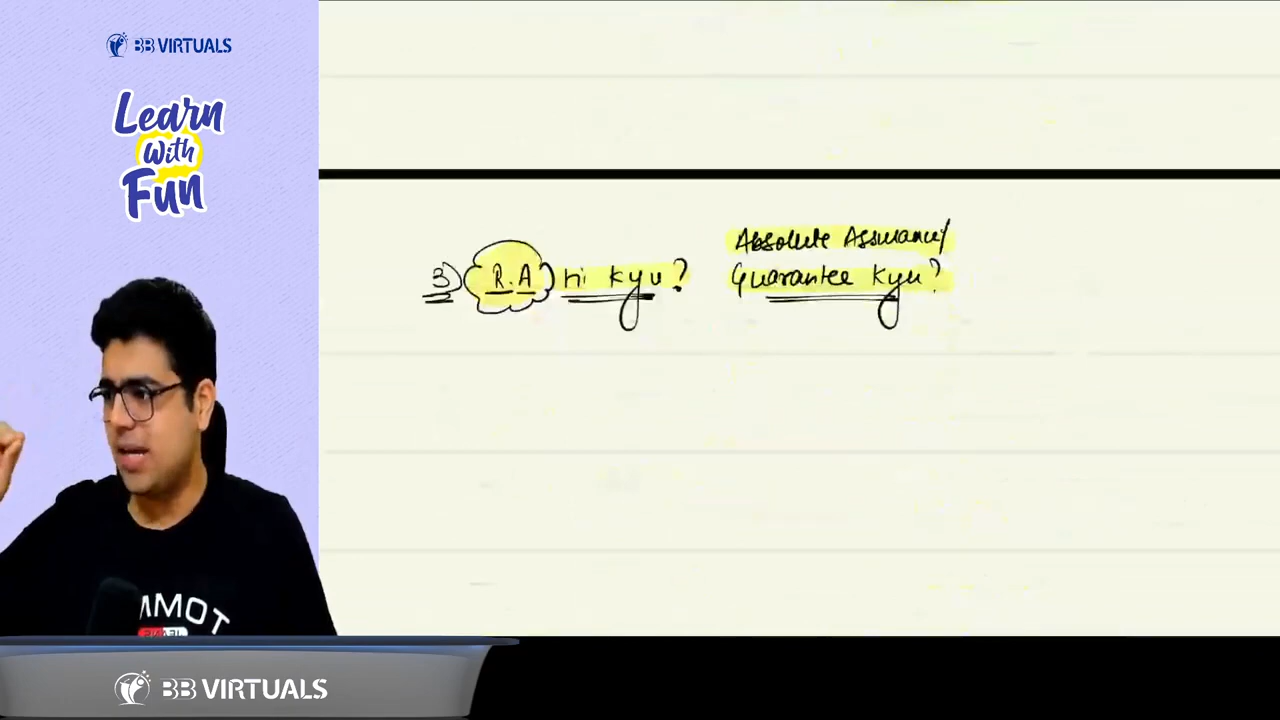 BB VIRTUALS
Learn
With
Fun
Absolute Assurance/
3) R.A hi kyu? Guarantee kyu?
MMOT
BB VIRTUALS